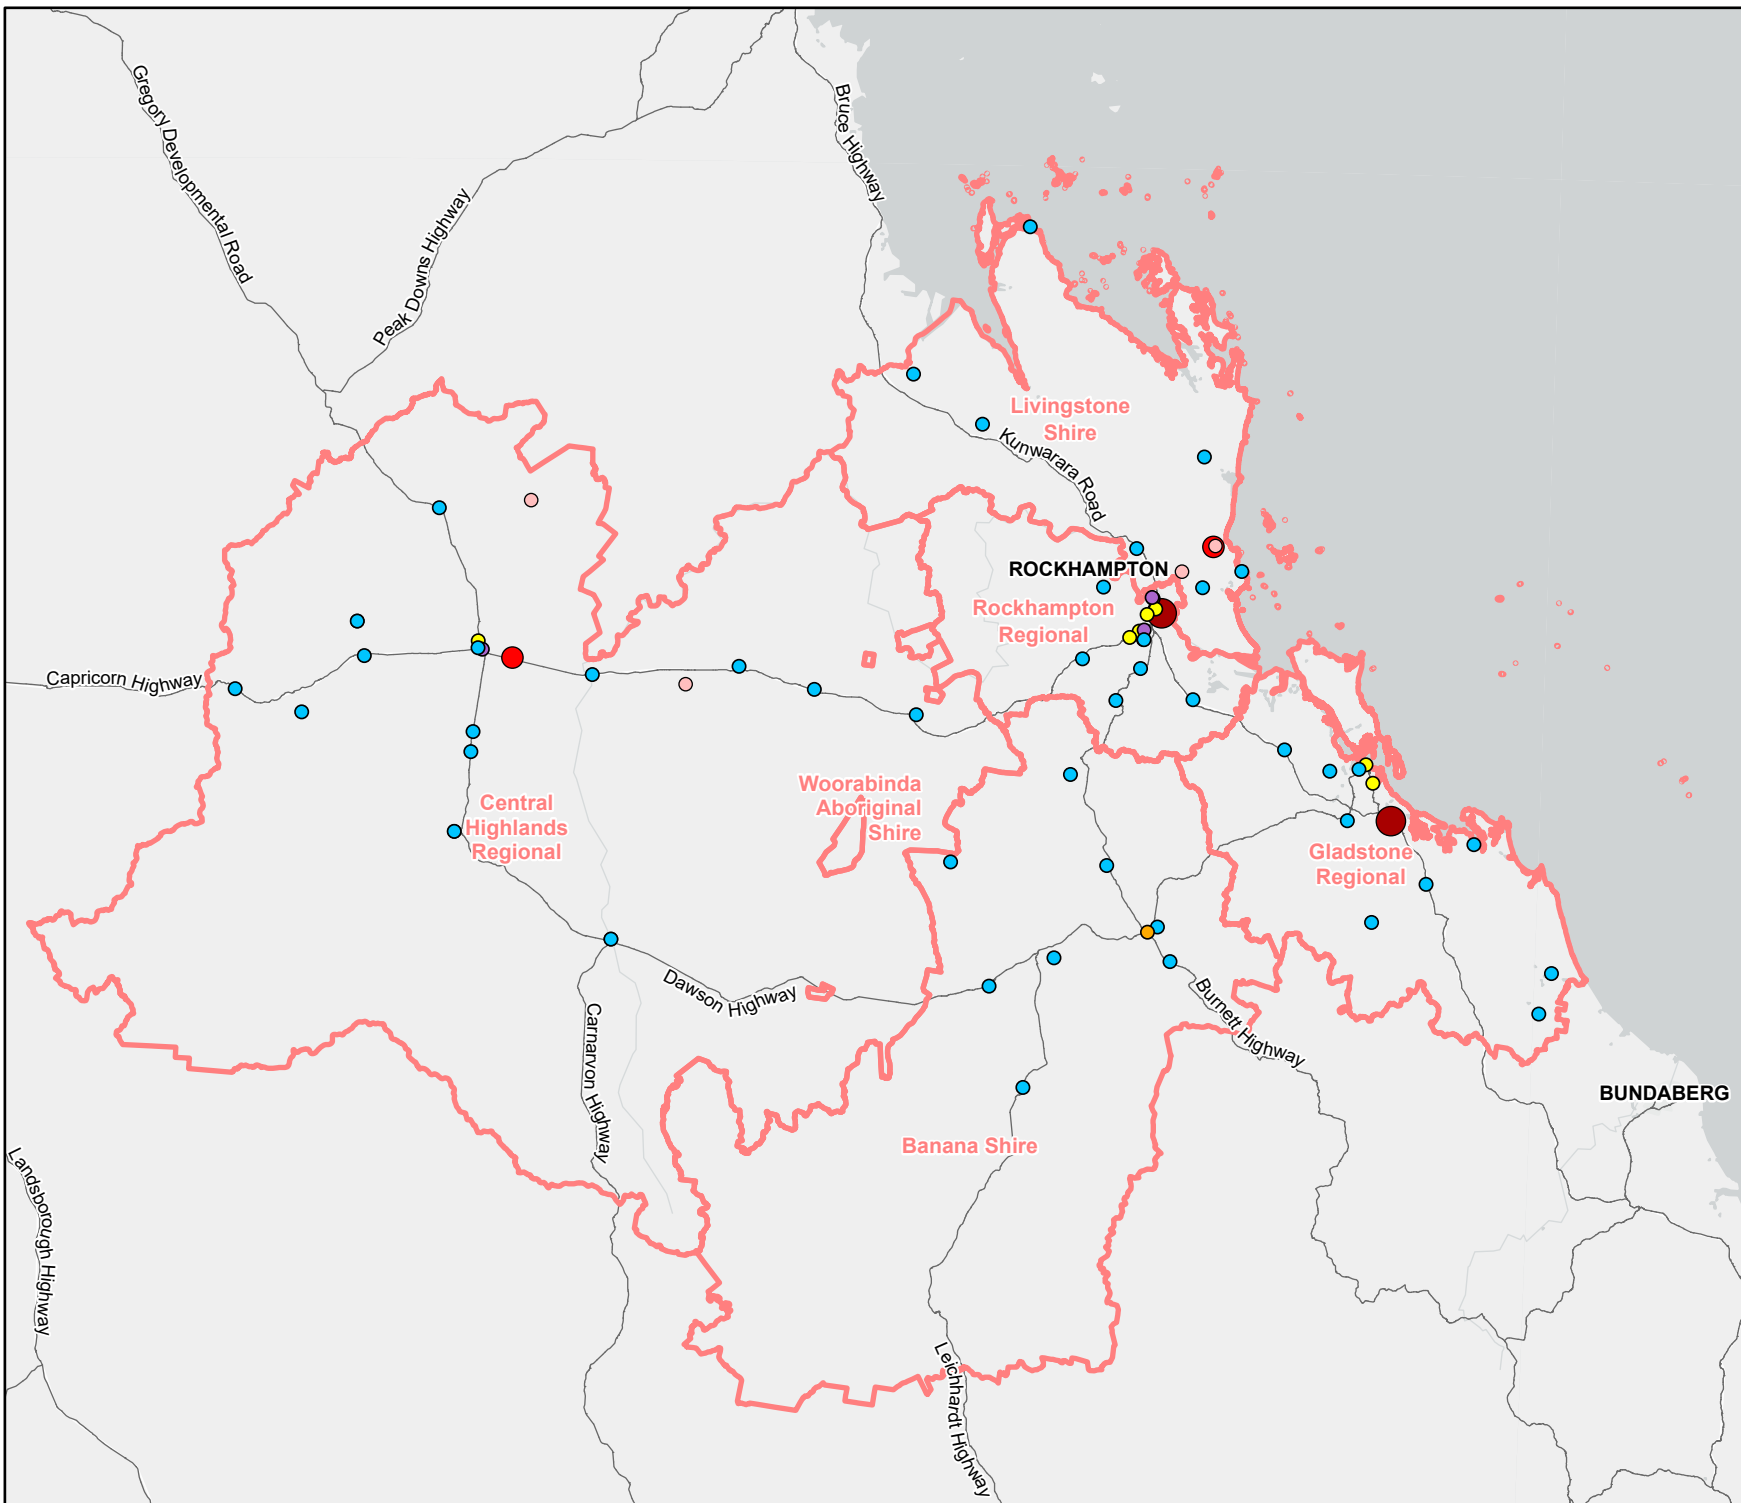 Gregory Developmental Road
Bruce Highway
Peak Downs Highway
Livingstone
Shire
Kunwarara Road
ROCKHAMPTON
Rockhampton
Regional
Capricorn Highway
Woorabinda
Aboriginal
Shire
Central
Highlands
Regional
Gladstone
Regional
Dawson Highway
Burnett Highway
Carnarvon Highway
BUNDABERG
Banana Shire
Landsborough Highway
Leichhardt Highway